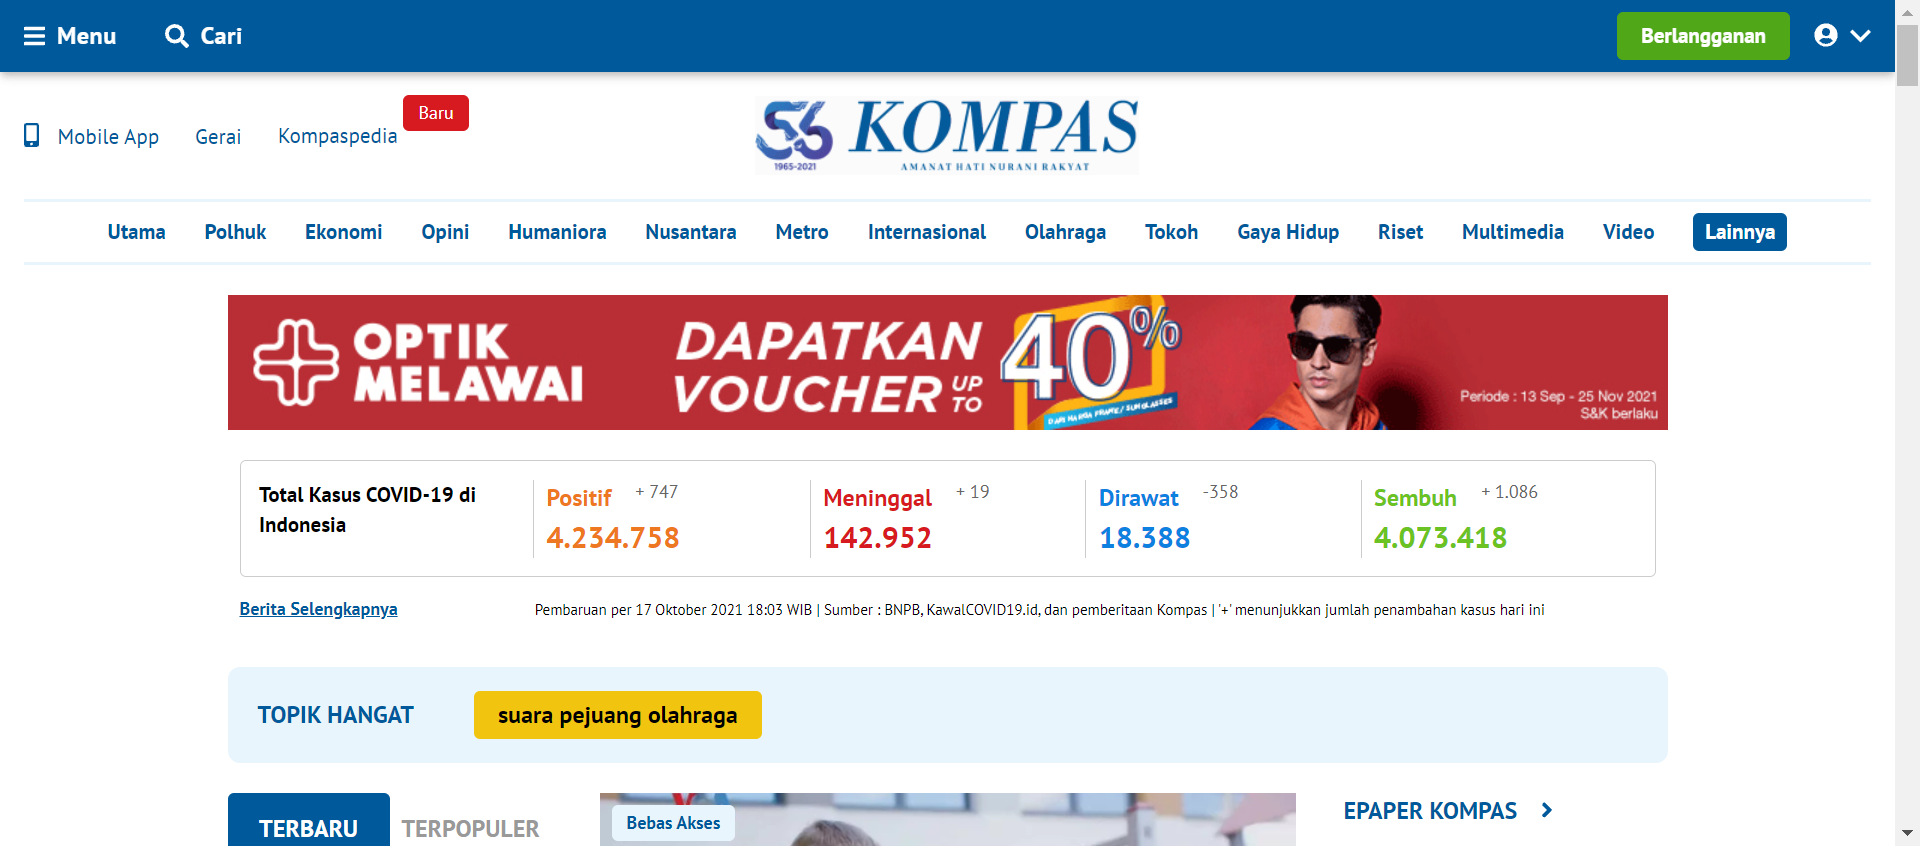 Menu
Cari
Berlangganan
Mobile App
Gerai
Kompaspedia
Baru
56
1965-2021
KOMPAS
AMANAT HATI NURANI RAKYAT
Utama
Polhuk
Ekonomi
Opini
Humaniora
Nusantara
Metro
Internasional
Olahraga
Tokoh
Gaya Hidup
Riset
Multimedia
Video
Lainnya
OPTIK
MELAWAI
DAPATKAN
VOUCHER UP TO
40%
DARI HARGA FRAME/ SUNGLASSES
Periode : 13 Sep - 25 Nov 2021
S&K berlaku
Total Kasus COVID-19 di
Indonesia
Positif + 747
4.234.758
Meninggal + 19
142.952
Dirawat -358
18.388
Sembuh + 1.086
4.073.418
Berita Selengkapnya
Pembaruan per 17 Oktober 2021 18:03 WIB | Sumber : BNPB, KawalCOVID19.id, dan pemberitaan Kompas | '+' menunjukkan jumlah penambahan kasus hari ini
TOPIK HANGAT
suara pejuang olahraga
TERBARU
TERPOPULER
Bebas Akses
EPAPER KOMPAS